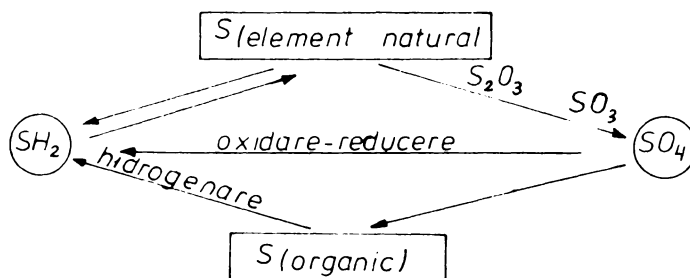 S(element natural
S₂O₃
SO₃
SH₂
oxidare-reducere
SO₄
hidrogenare
S(organic)